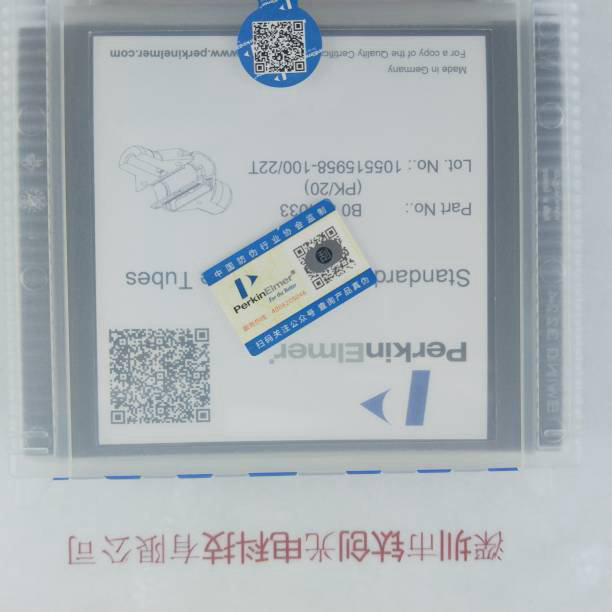 PerkinElmer®
Standard Tubes
Part No.:
(PK/20)
Lot. No.: 105515958-100/22T
Made in Germany
For a copy of the Quality www.perkinelmer.com
中国防伪行业协会监制
PerkinElmer®
For the Better
4008205046
扫码关注公众号 查询产品真伪
深圳市钛创光电科技有限公司